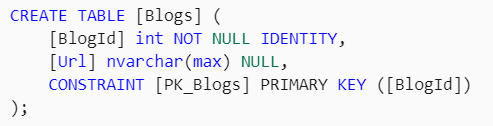 CREATE TABLE [Blogs] (
    [BlogId] int NOT NULL IDENTITY,
    [Url] nvarchar(max) NULL,
    CONSTRAINT [PK_Blogs] PRIMARY KEY ([BlogId])
);